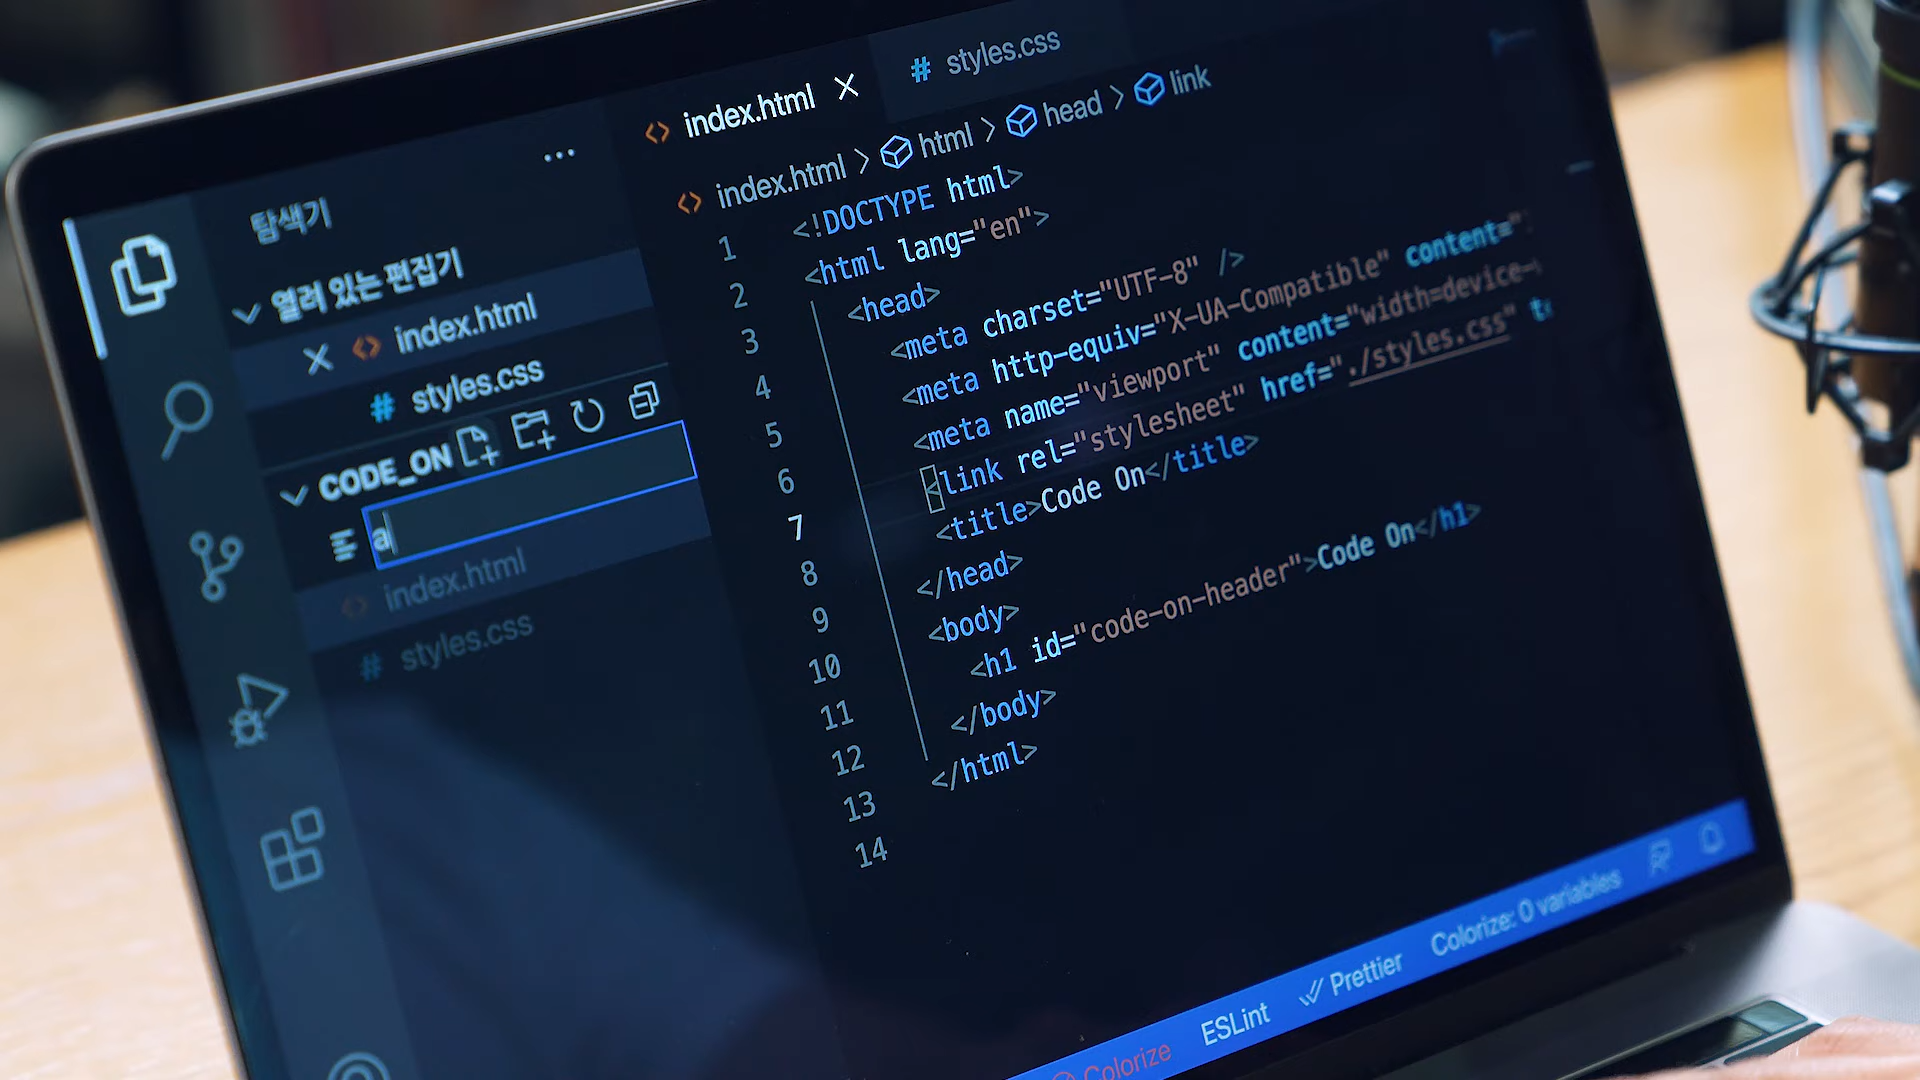 탐색기
열려 있는 편집기
index.html
# styles.css
CODE_ON
a
index.html
# styles.css
<> index.html
# styles.css
<> index.html > html > head > link
1 <!DOCTYPE html>
2 <html lang="en">
3 <head>
4 <meta charset="UTF-8" />
5 <meta http-equiv="X-UA-Compatible" content="
6 <meta name="viewport" content="width=device-
7 <link rel="stylesheet" href="./styles.css" t
8 <title>Code On</title>
9 </head>
10 <body>
11 <h1 id="code-on-header">Code On</h1>
12 </body>
13 </html>
14
Colorize ESLint Prettier Colorize: 0 variables